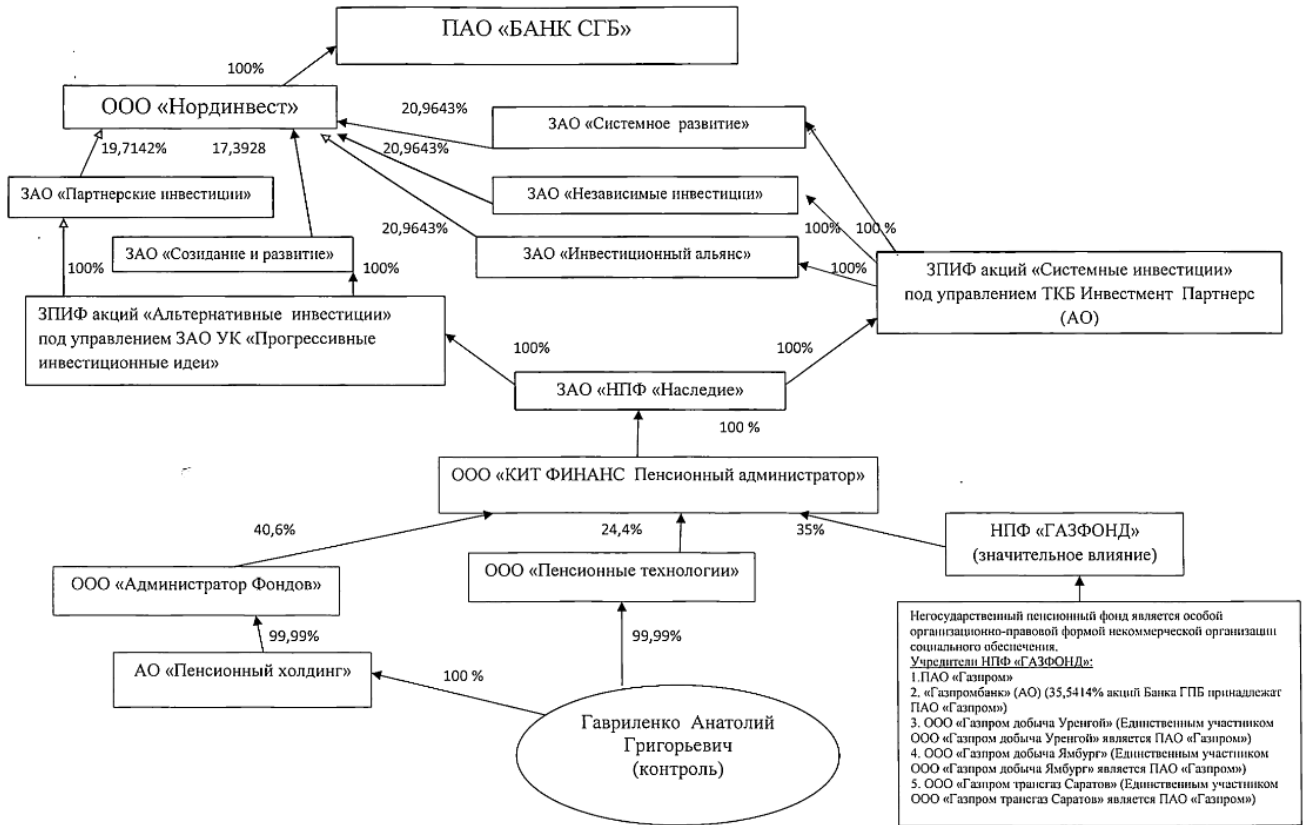 ПАО «БАНК СГБ»
100%
ООО «Нординвест»
20,9643%
ЗАО «Системное развитие»
19,7142%
17,3928
20,9643%
ЗАО «Партнерские инвестиции»
ЗАО «Независимые инвестиции»
20,9643%
100%
100 %
ЗАО «Созидание и развитие»
ЗАО «Инвестиционный альянс»
100%
100%
100%
ЗПИФ акций «Системные инвестиции»
под управлением ТКБ Инвестмент Партнерс
(АО)
ЗПИФ акций «Альтернативные инвестиции»
под управлением ЗАО УК «Прогрессивные
инвестиционные идеи»
100%
100%
ЗАО «НПФ «Наследие»
100 %
ООО «КИТ ФИНАНС Пенсионный администратор»
40,6%
24,4%
35%
НПФ «ГАЗФОНД»
(значительное влияние)
ООО «Администратор Фондов»
ООО «Пенсионные технологии»
99,99%
99,99%
АО «Пенсионный холдинг»
100 %
Гавриленко Анатолий
Григорьевич
(контроль)
Негосударственный пенсионный фонд является особой
организационно-правовой формой некоммерческой организации
социального обеспечения.
Учредители НПФ «ГАЗФОНД»:
1.ПАО «Газпром»
2. «Газпромбанк» (АО) (35,5414% акций Банка ГПБ принадлежат
ПАО «Газпром»)
3. ООО «Газпром добыча Уренгой» (Единственным участником
ООО «Газпром добыча Уренгой» является ПАО «Газпром»)
4. ООО «Газпром добыча Ямбург» (Единственным участником
ООО «Газпром добыча Ямбург» является ПАО «Газпром»)
5. ООО «Газпром трансгаз Саратов» (Единственным участником
ООО «Газпром трансгаз Саратов» является ПАО «Газпром»)